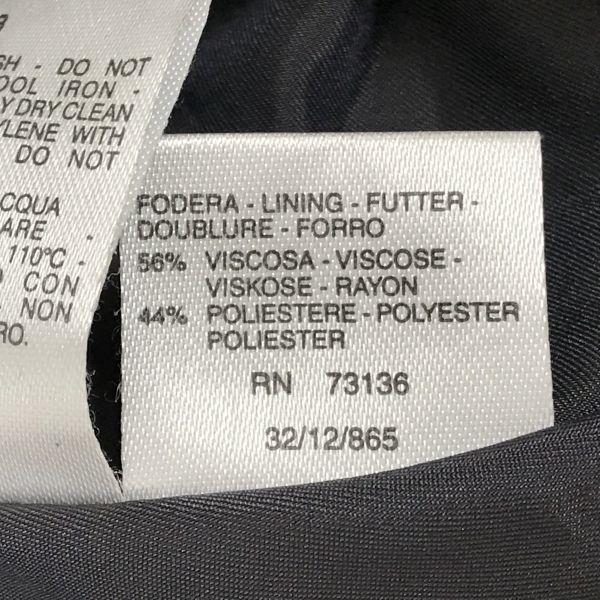 - DO NOT
IRON -
DRY CLEAN
WITH
DO NOT
110°C -
CON
NON
FODERA - LINING - FUTTER -
DOUBLURE - FORRO
56% VISCOSA - VISCOSE -
VISKOSE - RAYON
44% POLIESTERE - POLYESTER
POLIESTER
RN 73136
32/12/865